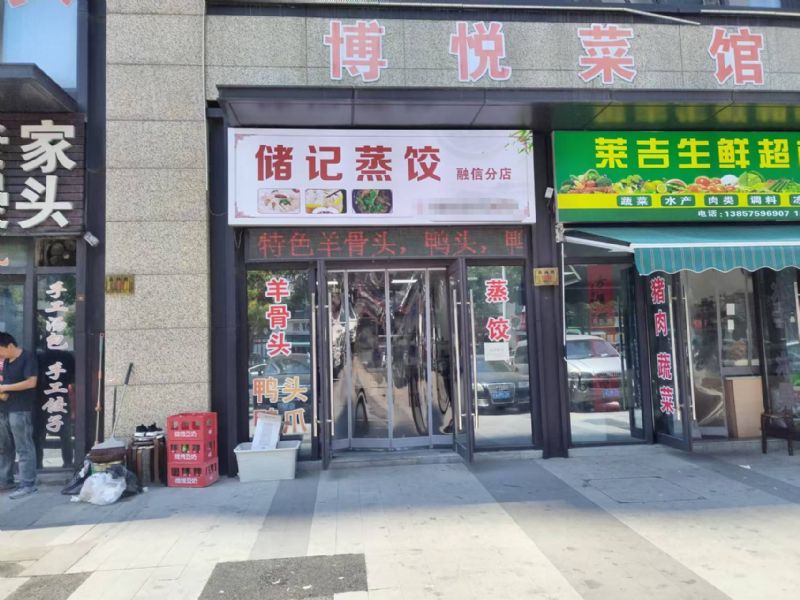 博悦菜馆
家
头
储记蒸饺
融信分店
莱吉生鲜超
蔬菜 水产 肉类 调料
电话:13857596907
特色羊骨头，鸭头，
羊骨头
鸭头
蒸饺
猪肉 蔬菜
手工汤包 手工饺子